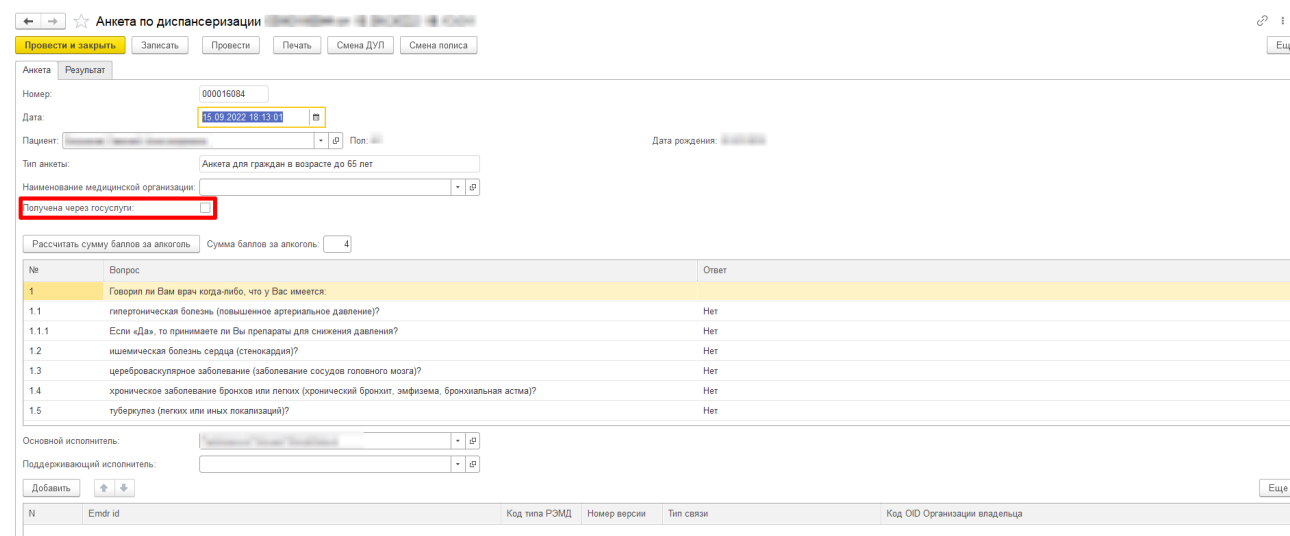 Анкета по диспансеризации
Провести и закрыть Записать Провести Печать Смена ДУЛ Смена полиса Ещ
Анкета Результат
Номер: 000016084
Дата: 15.09.2022 18:13:01
Пациент: Пол: Дата рождения:
Тип анкеты: Анкета для граждан в возрасте до 65 лет
Наименование медицинской организации:
Получена через госуслуги:
Рассчитать сумму баллов за алкоголь Сумма баллов за алкоголь: 4
№ Вопрос Ответ
1 Говорил ли Вам врач когда-либо, что у Вас имеется:
1.1 гипертоническая болезнь (повышенное артериальное давление)? Нет
1.1.1 Если «Да», то принимаете ли Вы препараты для снижения давления? Нет
1.2 ишемическая болезнь сердца (стенокардия)? Нет
1.3 цереброваскулярное заболевание (заболевание сосудов головного мозга)? Нет
1.4 хроническое заболевание бронхов или легких (хронический бронхит, эмфизема, бронхиальная астма)? Нет
1.5 туберкулез (легких или иных локализаций)? Нет
Основной исполнитель:
Поддерживающий исполнитель:
Добавить Еще
N Emdr id Код типа РЭМД Номер версии Тип связи Код OID Организации владельца